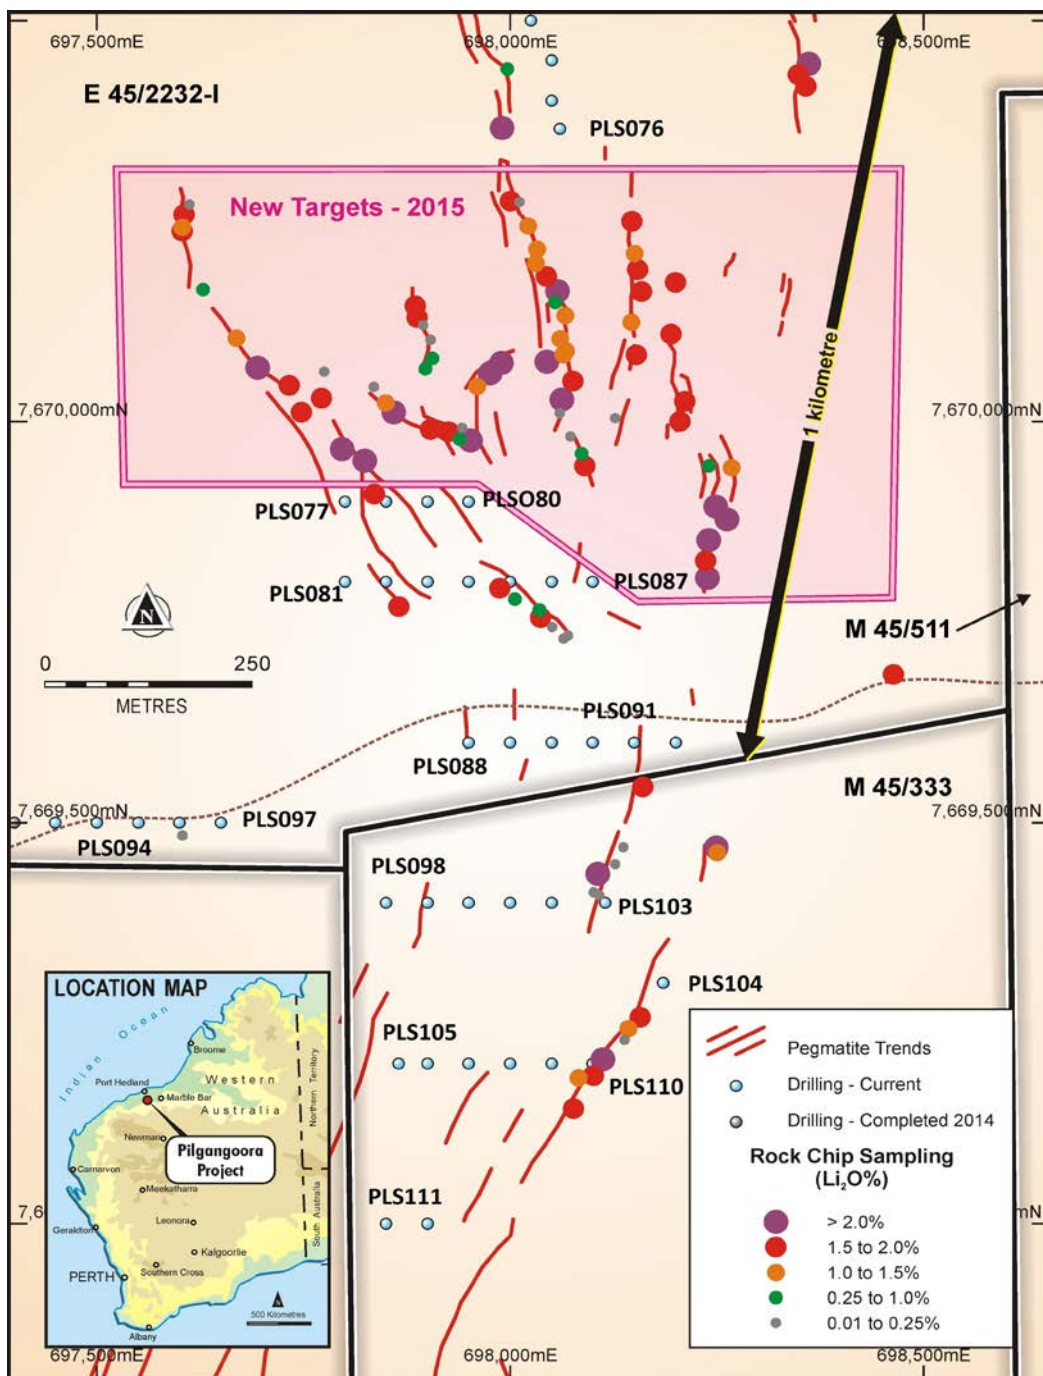 697,500mE
698,000mE
698,500mE
E 45/2232-I
PLS076
New Targets - 2015
1 kilometre
7,670,000mN
7,670,000mN
PLS077
PLSO80
PLS081
PLS087
N
M 45/511
0
250
METRES
PLS091
PLS088
M 45/333
7,669,500mN
7,669,500mN
PLS097
PLS094
PLS098
PLS103
PLS104
PLS105
PLS110
PLS111
LOCATION MAP
Indian Ocean
Broome
Port Hedland
Marble Bar
Western
Australia
Northern Territory
Newman
Pilgangoora
Project
Carnarvon
Meekatharra
Leonora
Geraldton
South Australia
Kalgoorlie
Southern Cross
PERTH
N
500 Kilometres
Albany
Pegmatite Trends
Drilling - Current
Drilling - Completed 2014
Rock Chip Sampling
(Li₂O%)
> 2.0%
1.5 to 2.0%
1.0 to 1.5%
0.25 to 1.0%
0.01 to 0.25%
697,500mE
698,000mE
698,500mE